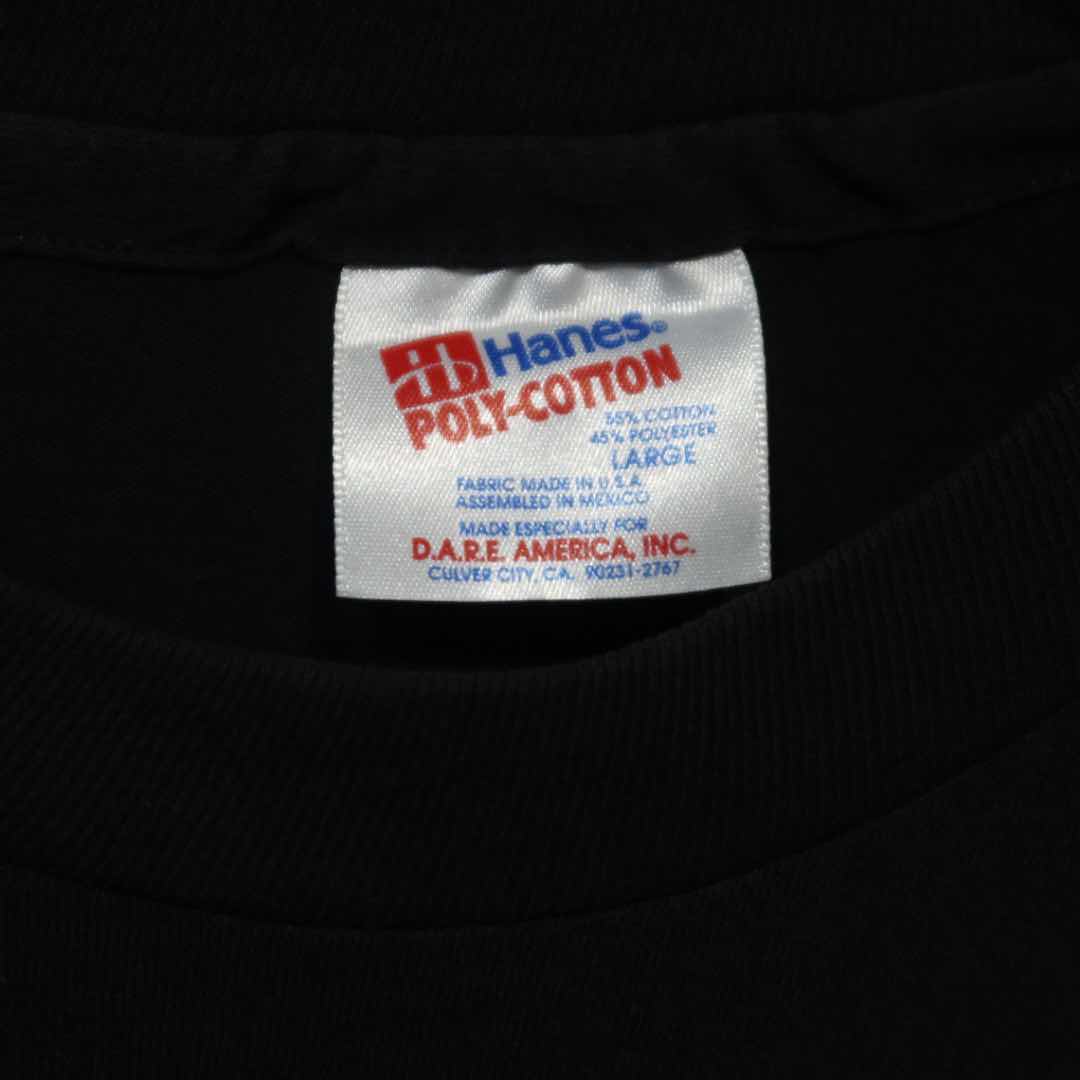 Hanes®
POLY-COTTON
55% COTTON
45% POLYESTER
LARGE
FABRIC MADE IN U.S.A.
ASSEMBLED IN MEXICO
MADE ESPECIALLY FOR
D.A.R.E. AMERICA, INC.
CULVER CITY, CA. 90231-2767